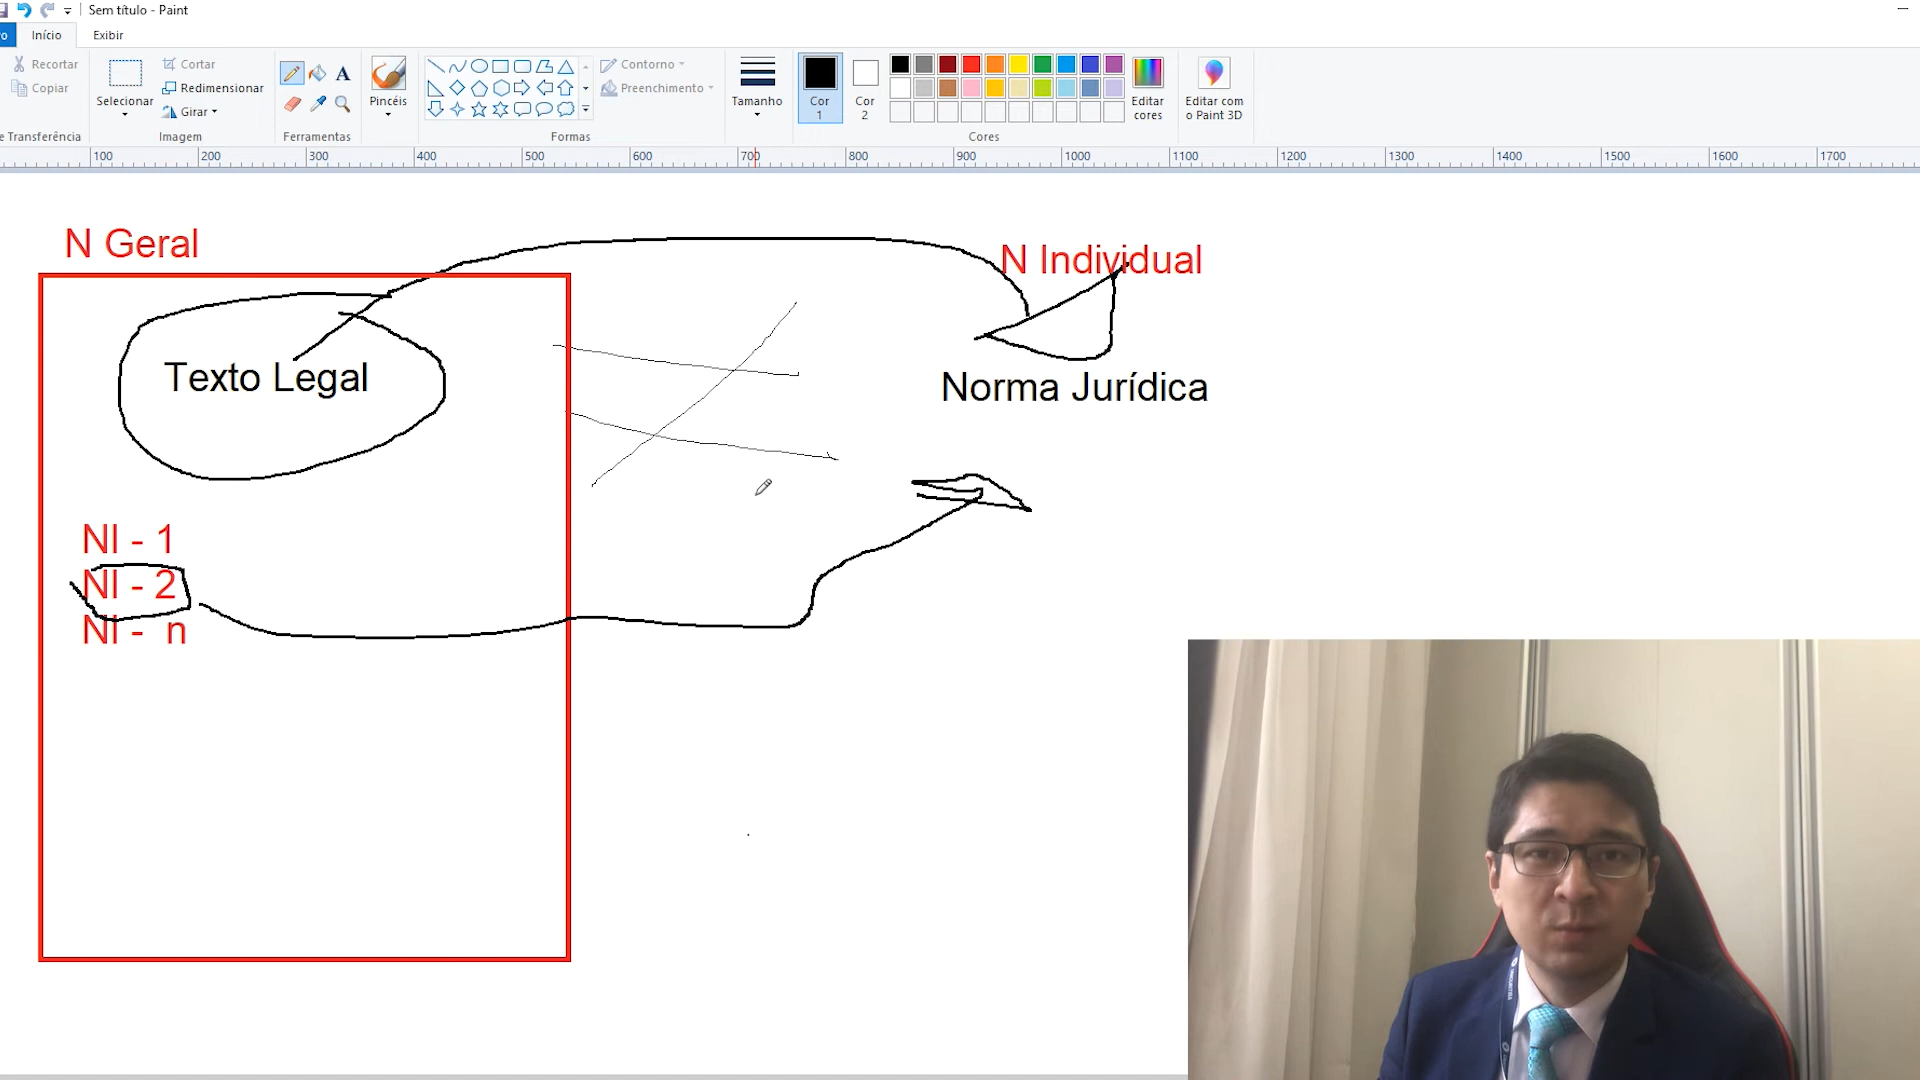 Sem título - Paint
Início
Exibir
Recortar
Copiar
e Transferência
Selecionar
Cortar
Redimensionar
Girar
Imagem
A
Ferramentas
Pincéis
Formas
Contorno
Preenchimento
Tamanho
Cor
1
Cor
2
Cores
Editar
cores
Editar com
o Paint 3D
100 200 300 400 500 600 700 800 900 1000 1100 1200 1300 1400 1500 1600 1700
N Geral
N Individual
Texto Legal
Norma Jurídica
NI - 1
NI - 2
NI - n